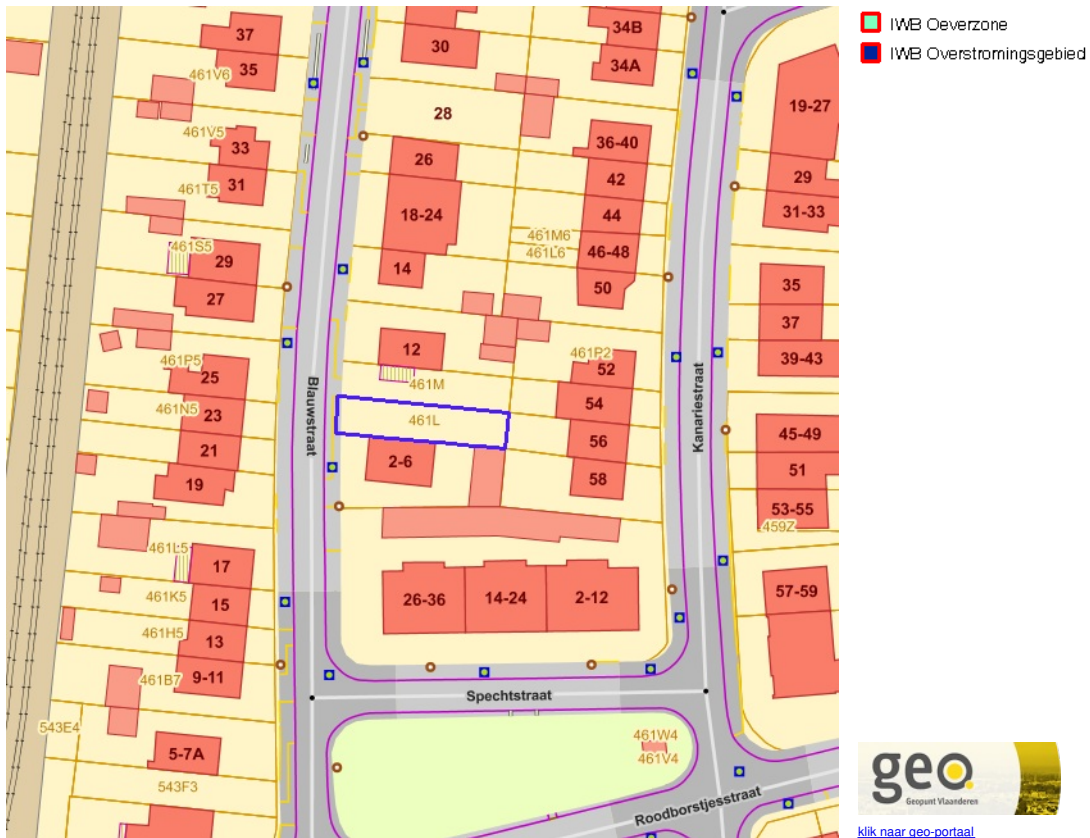 IWB Oeverzone
IWB Overstromingsgebied
37
35
461V6
30
34B
34A
19-27
28
461V5
33
31
461T5
26
18-24
14
36-40
42
44
46-48
50
461M6
461L6
29
31-33
461S5
29
27
35
37
39-43
12
461M
461P2
52
54
56
58
461P5
25
461N5
23
21
19
Blauwstraat
461L
2-6
Kanariestraat
45-49
51
53-55
459Z
461L5
17
461K5
15
461H5
13
461B7
9-11
26-36
14-24
2-12
57-59
Spechtstraat
543E4
5-7A
543F3
461W4
461V4
Roodborstjesstraat
geo
Geopunt Vlaanderen
klik naar geo-portaal